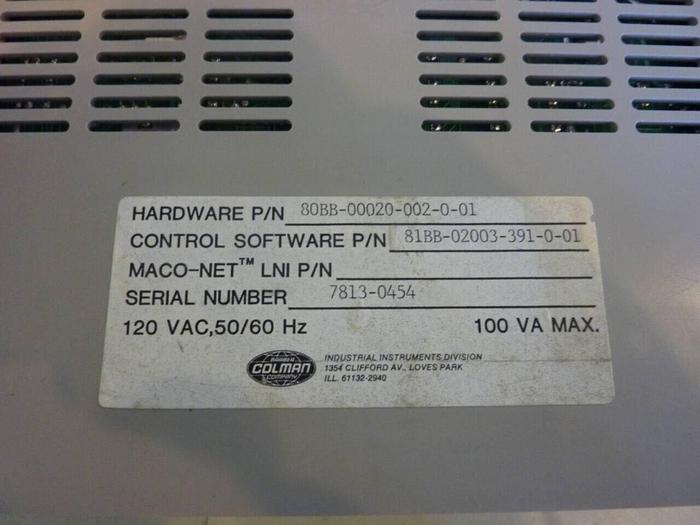 HARDWARE P/N 80BB-00020-002-0-01
CONTROL SOFTWARE P/N 81BB-02003-391-0-01
MACO-NET™ LNI P/N
SERIAL NUMBER 7813-0454
120 VAC,50/60 Hz 100 VA MAX.
BARBER
COLMAN
COMPANY
INDUSTRIAL INSTRUMENTS DIVISION
1354 CLIFFORD AV., LOVES PARK
ILL. 61132-2940